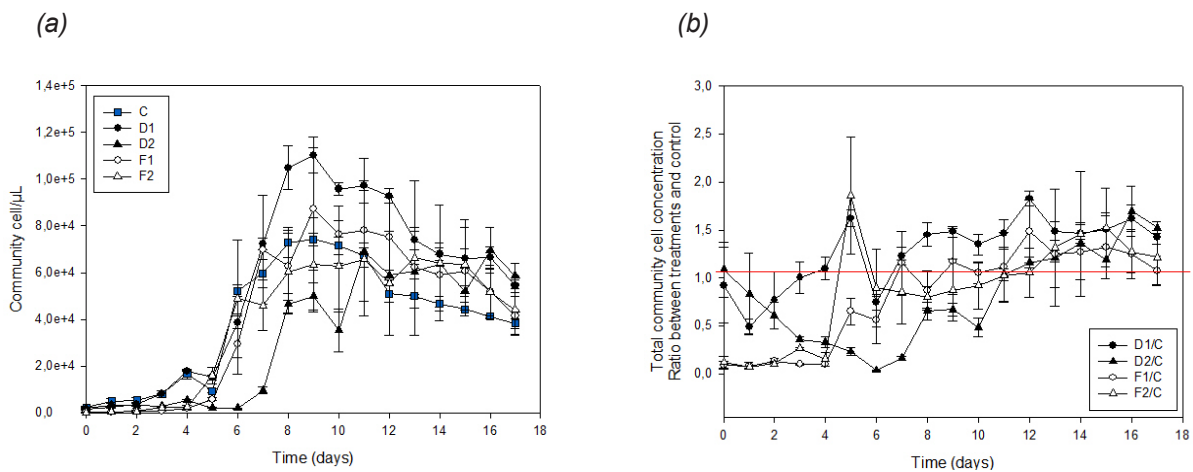 (a)
(b)
1,4e+5
1,2e+5
1,0e+5
8,0e+4
6,0e+4
4,0e+4
2,0e+4
0,0
Community cell/µL
C
D1
D2
F1
F2
0 2 4 6 8 10 12 14 16 18
Time (days)
3,0
2,5
2,0
1,5
1,0
0,5
0,0
Total community cell concentration
Ratio between treatments and control
D1/C
D2/C
F1/C
F2/C
0 2 4 6 8 10 12 14 16 18
Time (days)